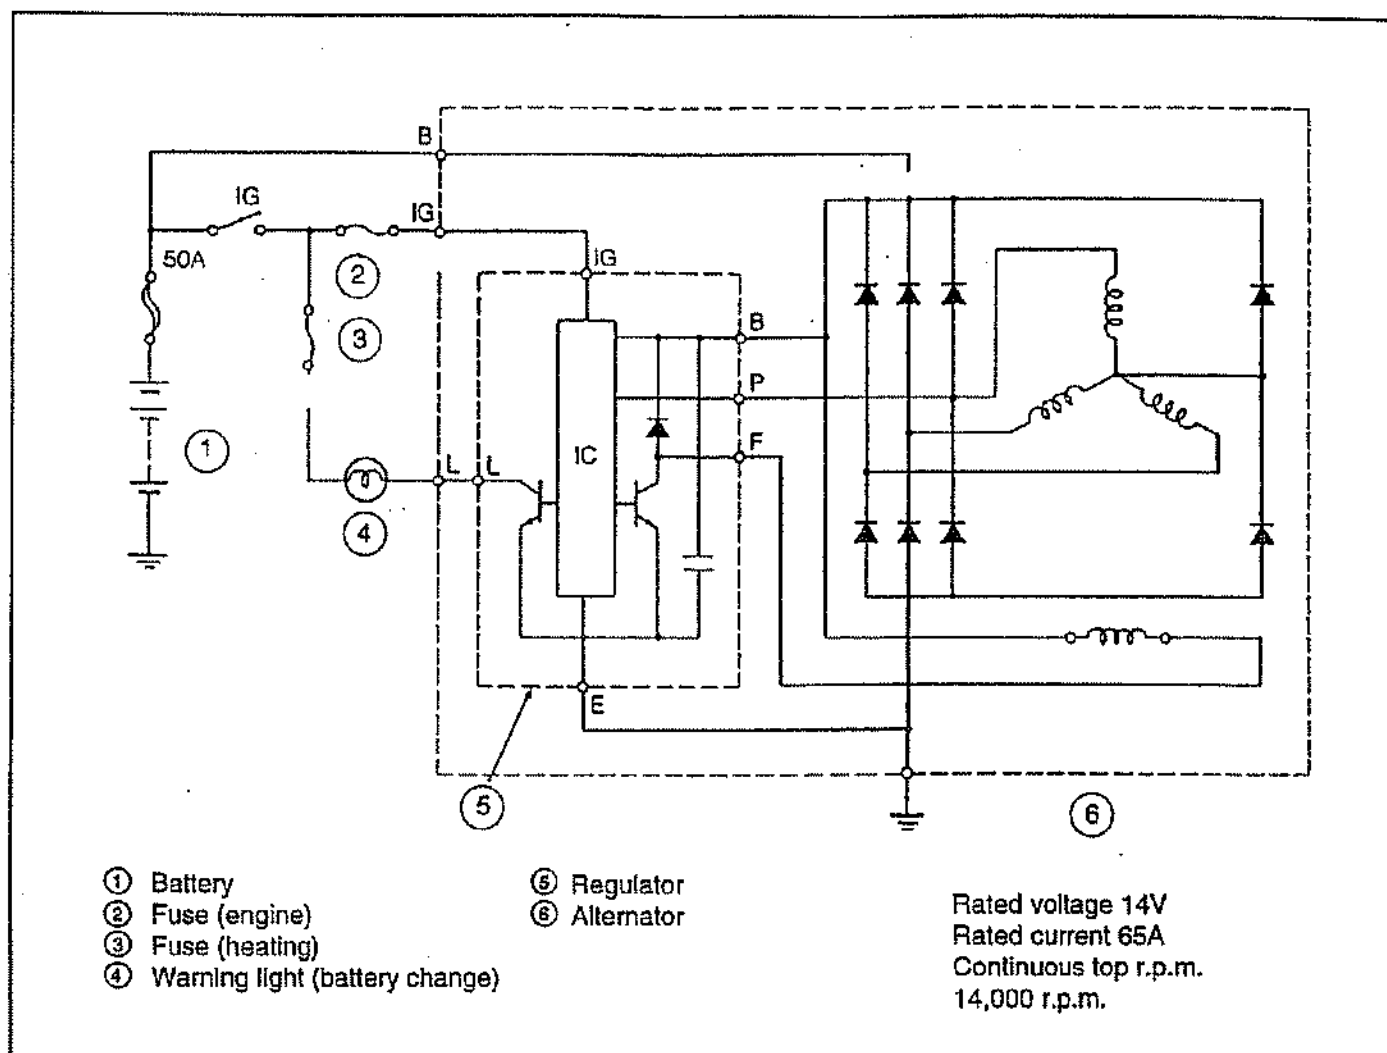 B
IG
IG
50A
②
IG
③
B
P
①
F
IC
L
L
④
E
⑤
⑥
① Battery
② Fuse (engine)
③ Fuse (heating)
④ Warning light (battery change)
⑤ Regulator
⑥ Alternator
Rated voltage 14V
Rated current 65A
Continuous top r.p.m.
14,000 r.p.m.